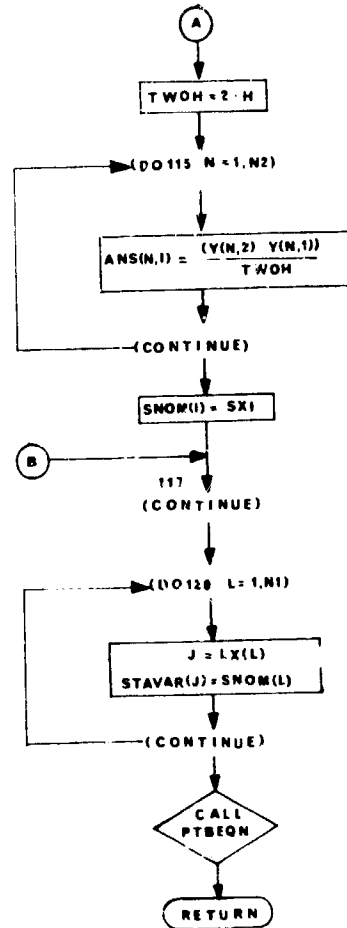 A
TWOH = 2 · H
(DO 115 N = 1, N2)
ANS(N,I) = (Y(N,2) Y(N,1))
TWOH
(CONTINUE)
SNOM(I) = SXI
B
117
(CONTINUE)
(DO 120 L = 1, N1)
J = LX(L)
STAVAR(J) = SNOM(L)
(CONTINUE)
CALL
PTBEQN
RETURN